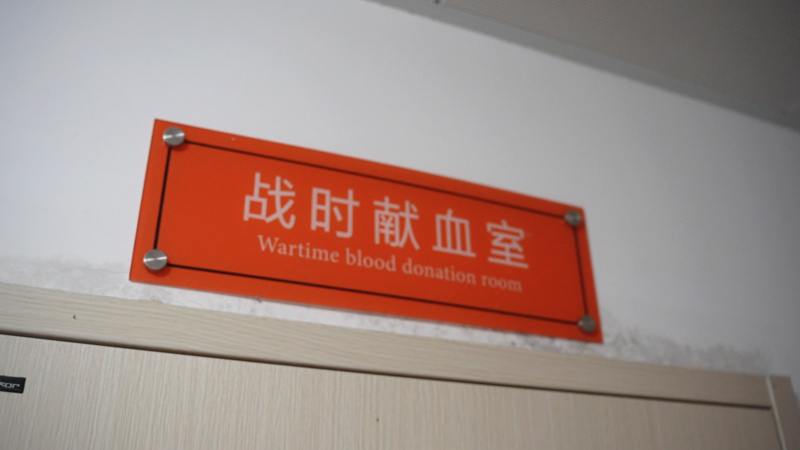 战时献血室
Wartime blood donation room